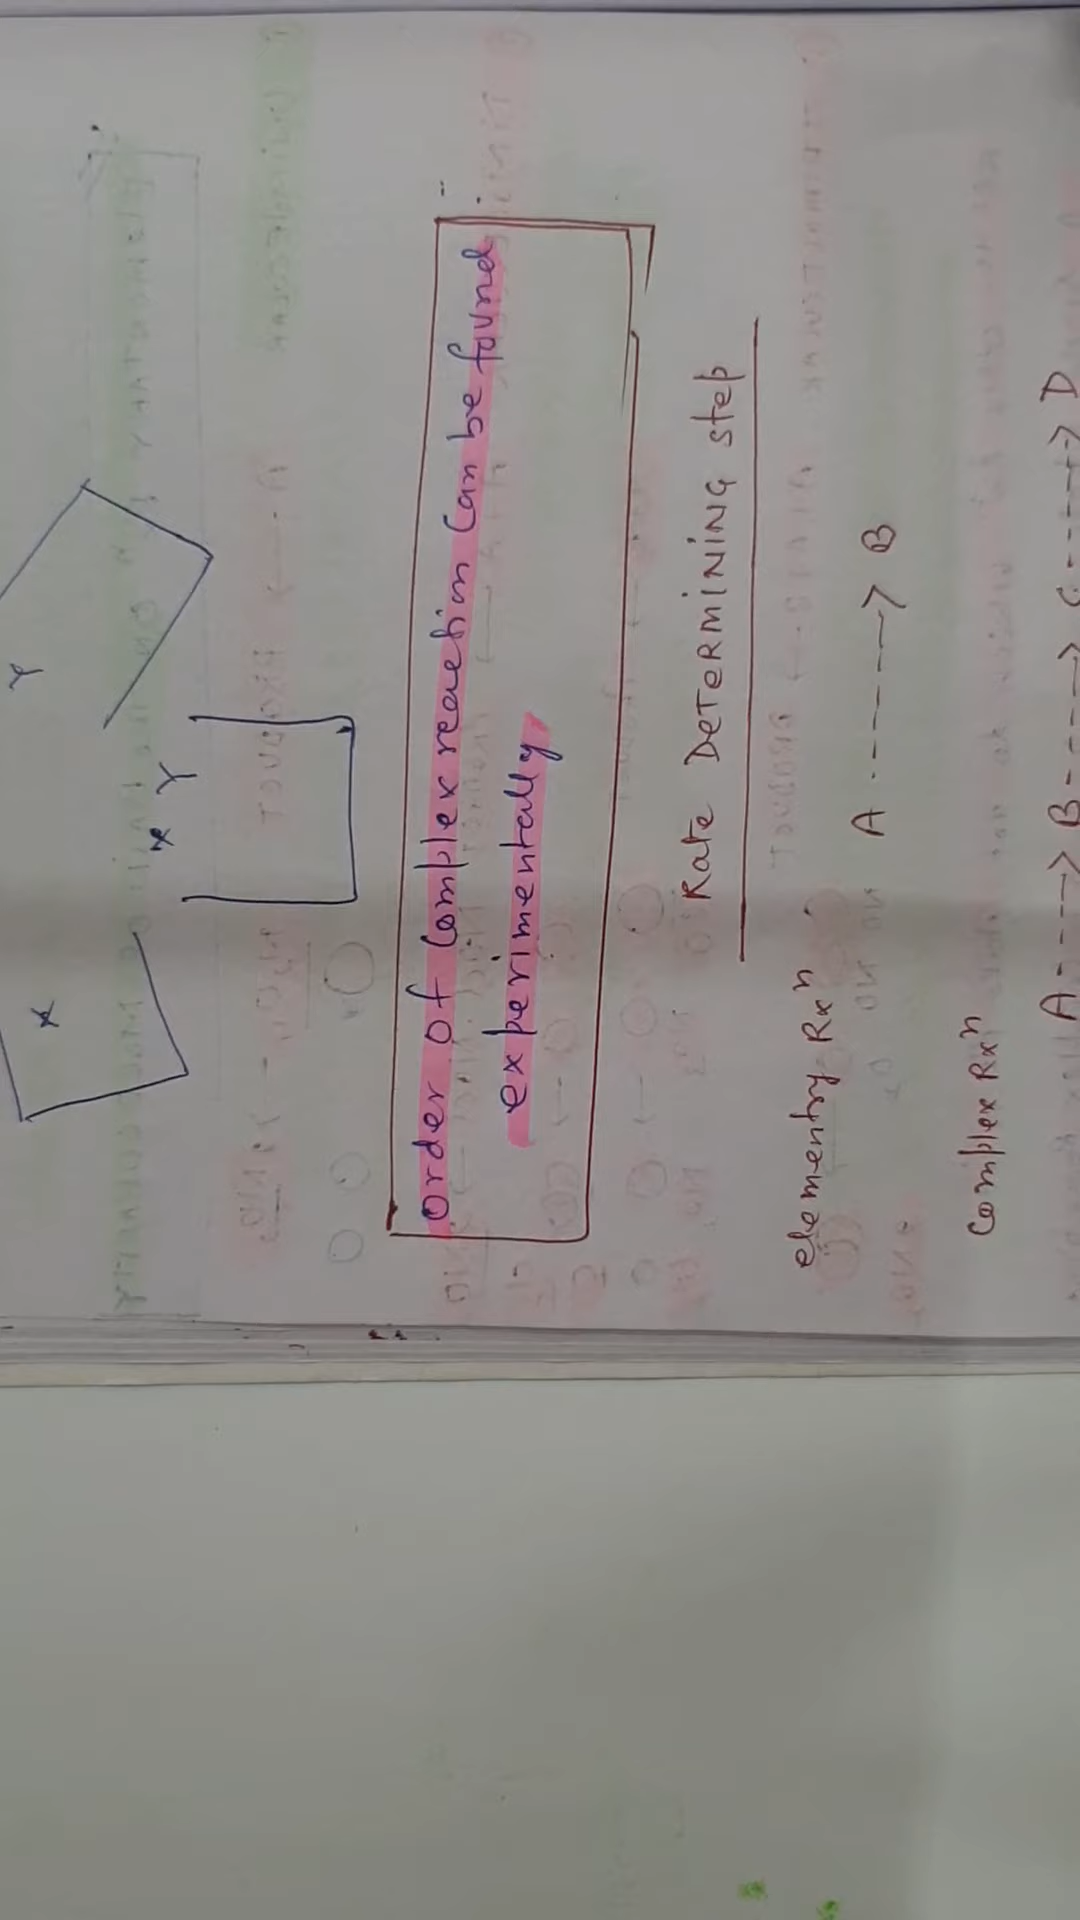 X
Y
X Y
Order of Complex reaction Can be found
experimentally
Rate DETERMINING step
elementry Rxⁿ
A -----> B
Complex Rxⁿ
A ----> B ----> C ----> D